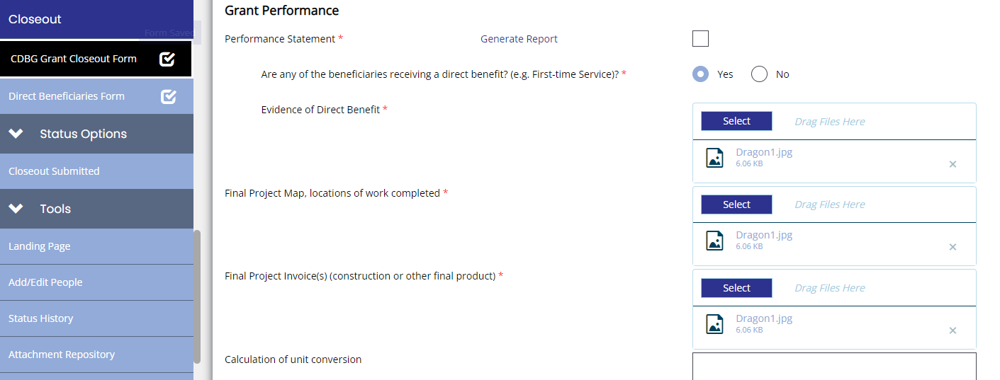 Closeout
Form Saved
CDBG Grant Closeout Form
Direct Beneficiaries Form
Status Options
Closeout Submitted
Tools
Landing Page
Add/Edit People
Status History
Attachment Repository
Grant Performance
Performance Statement * Generate Report
Are any of the beneficiaries receiving a direct benefit? (e.g. First-time Service)? * Yes No
Evidence of Direct Benefit *
Select Drag Files Here
Dragon1.jpg
6.06 KB
Final Project Map, locations of work completed *
Select Drag Files Here
Dragon1.jpg
6.06 KB
Final Project Invoice(s) (construction or other final product) *
Select Drag Files Here
Dragon1.jpg
6.06 KB
Calculation of unit conversion